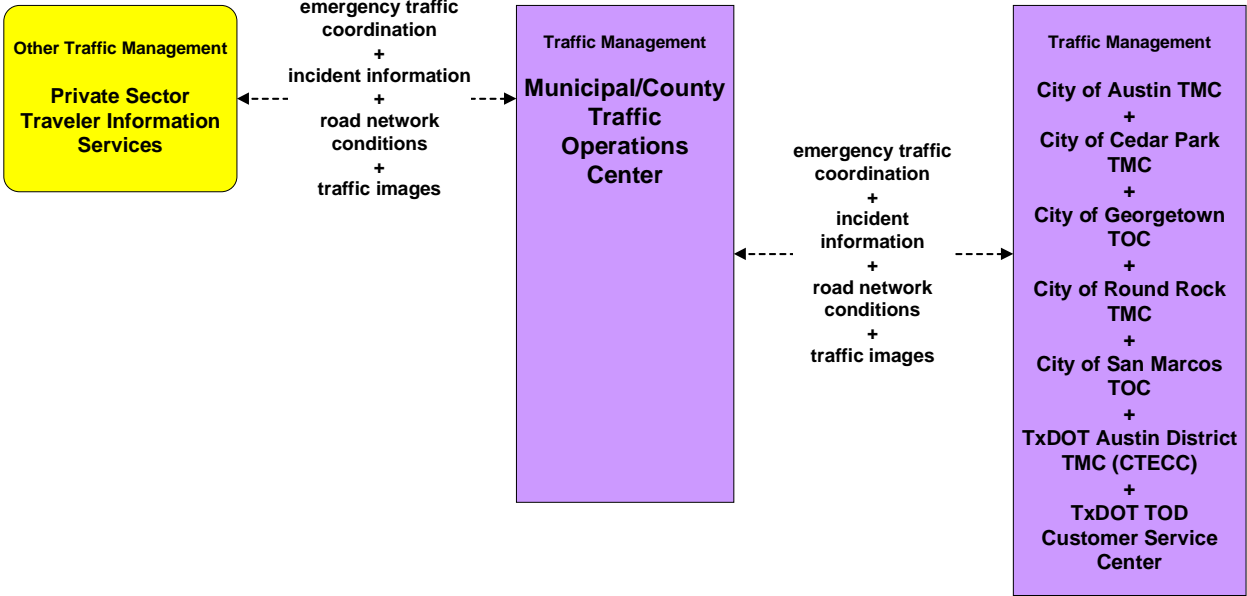 Other Traffic Management
Private Sector
Traveler Information
Services
emergency traffic
coordination
+
incident information
+
road network
conditions
+
traffic images
Traffic Management
Municipal/County
Traffic
Operations
Center
emergency traffic
coordination
+
incident
information
+
road network
conditions
+
traffic images
Traffic Management
City of Austin TMC
+
City of Cedar Park
TMC
+
City of Georgetown
TOC
+
City of Round Rock
TMC
+
City of San Marcos
TOC
+
TxDOT Austin District
TMC (CTECC)
+
TxDOT TOD
Customer Service
Center